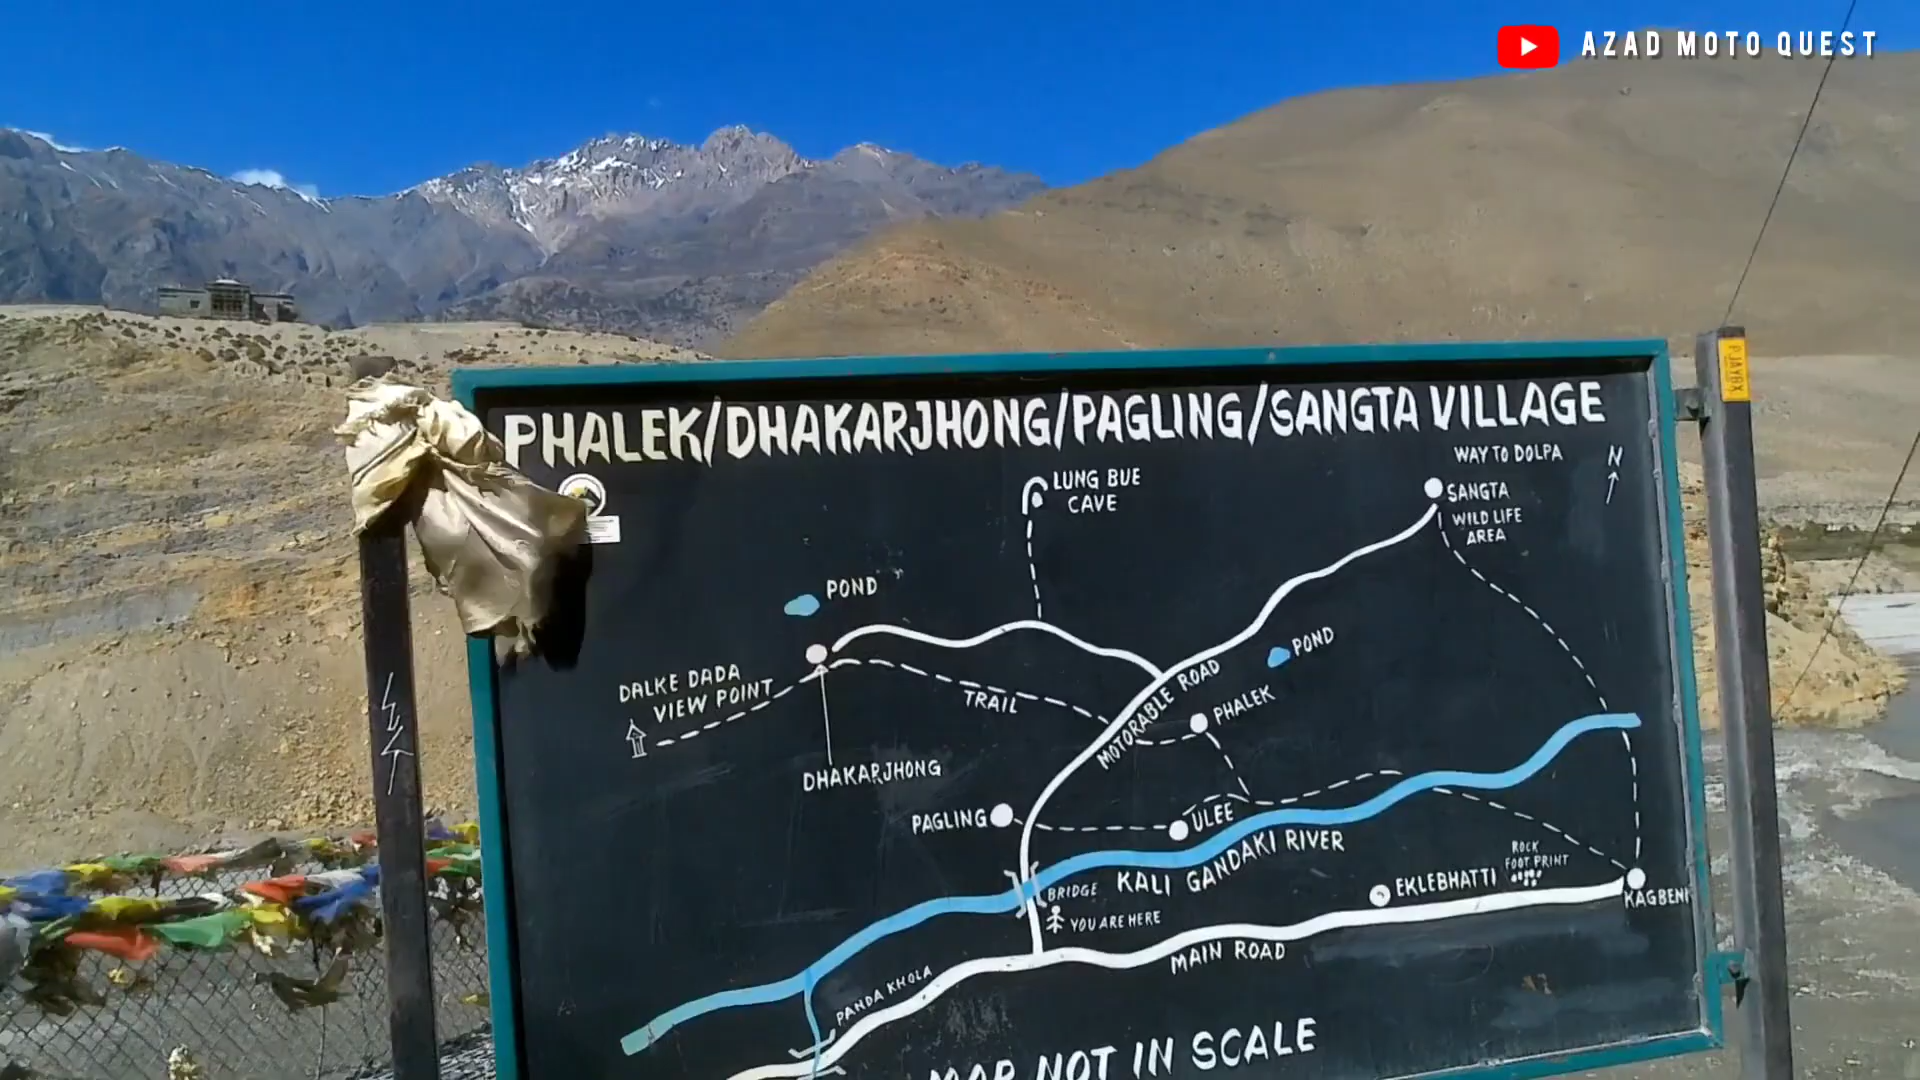 AZAD MOTO QUEST
PHALEK/DHAKARJHONG/PAGLING/SANGTA VILLAGE
WAY TO DOLPA
N
LUNG BUE
CAVE
SANGTA
WILD LIFE
AREA
POND
POND
DALKE DADA
VIEW POINT
TRAIL
MOTORABLE ROAD
PHALEK
DHAKARJHONG
PAGLING
ULEE
KALI GANDAKI RIVER
ROCK
FOOT PRINT
EKLEBHATTI
KAGBENI
BRIDGE
YOU ARE HERE
MAIN ROAD
PANDA KHOLA
MAP NOT IN SCALE